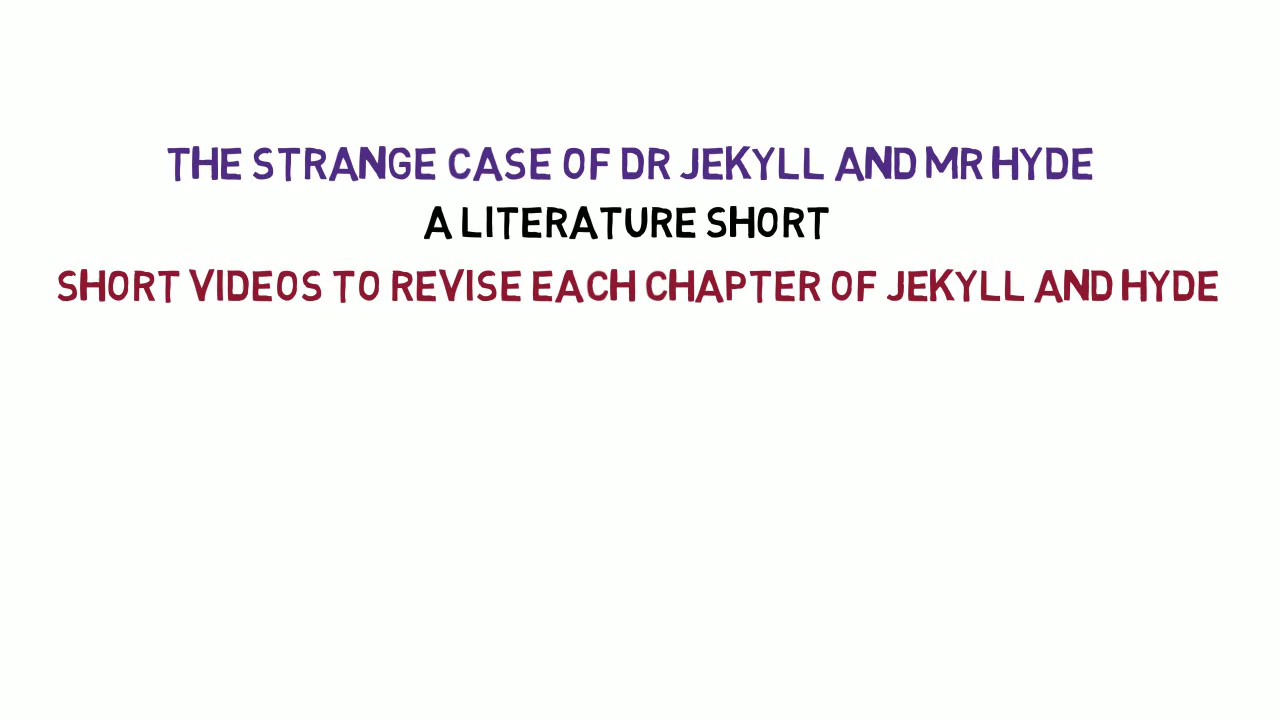 THE STRANGE CASE OF DR JEKYLL AND MR HYDE
A LITERATURE SHORT
SHORT VIDEOS TO REVISE EACH CHAPTER OF JEKYLL AND HYDE